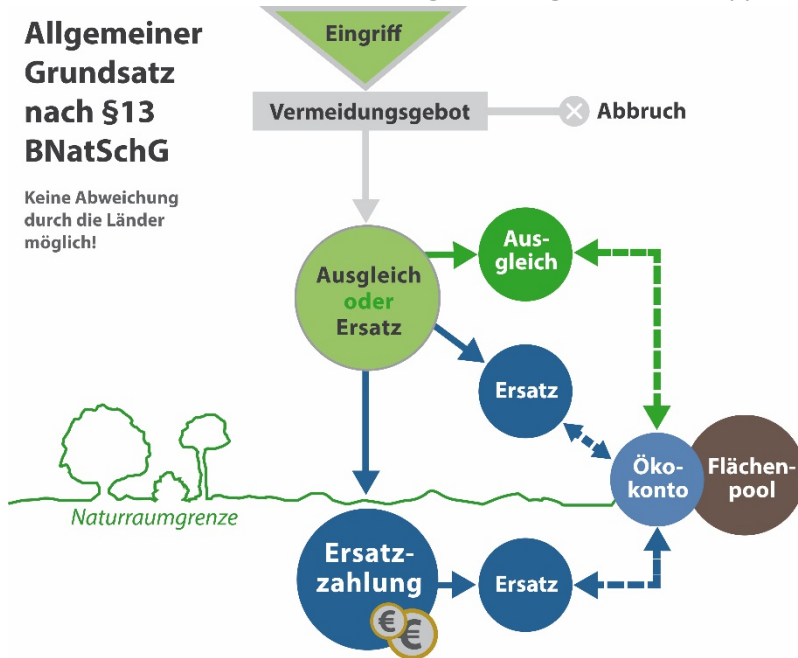 Allgemeiner
Grundsatz
nach §13
BNatSchG
Keine Abweichung
durch die Länder
möglich!
Eingriff
Vermeidungsgebot
Abbruch
Ausgleich
oder
Ersatz
Aus-
gleich
Ersatz
Öko-
konto
Flächen-
pool
Naturraumgrenze
Ersatz-
zahlung
€
€
Ersatz